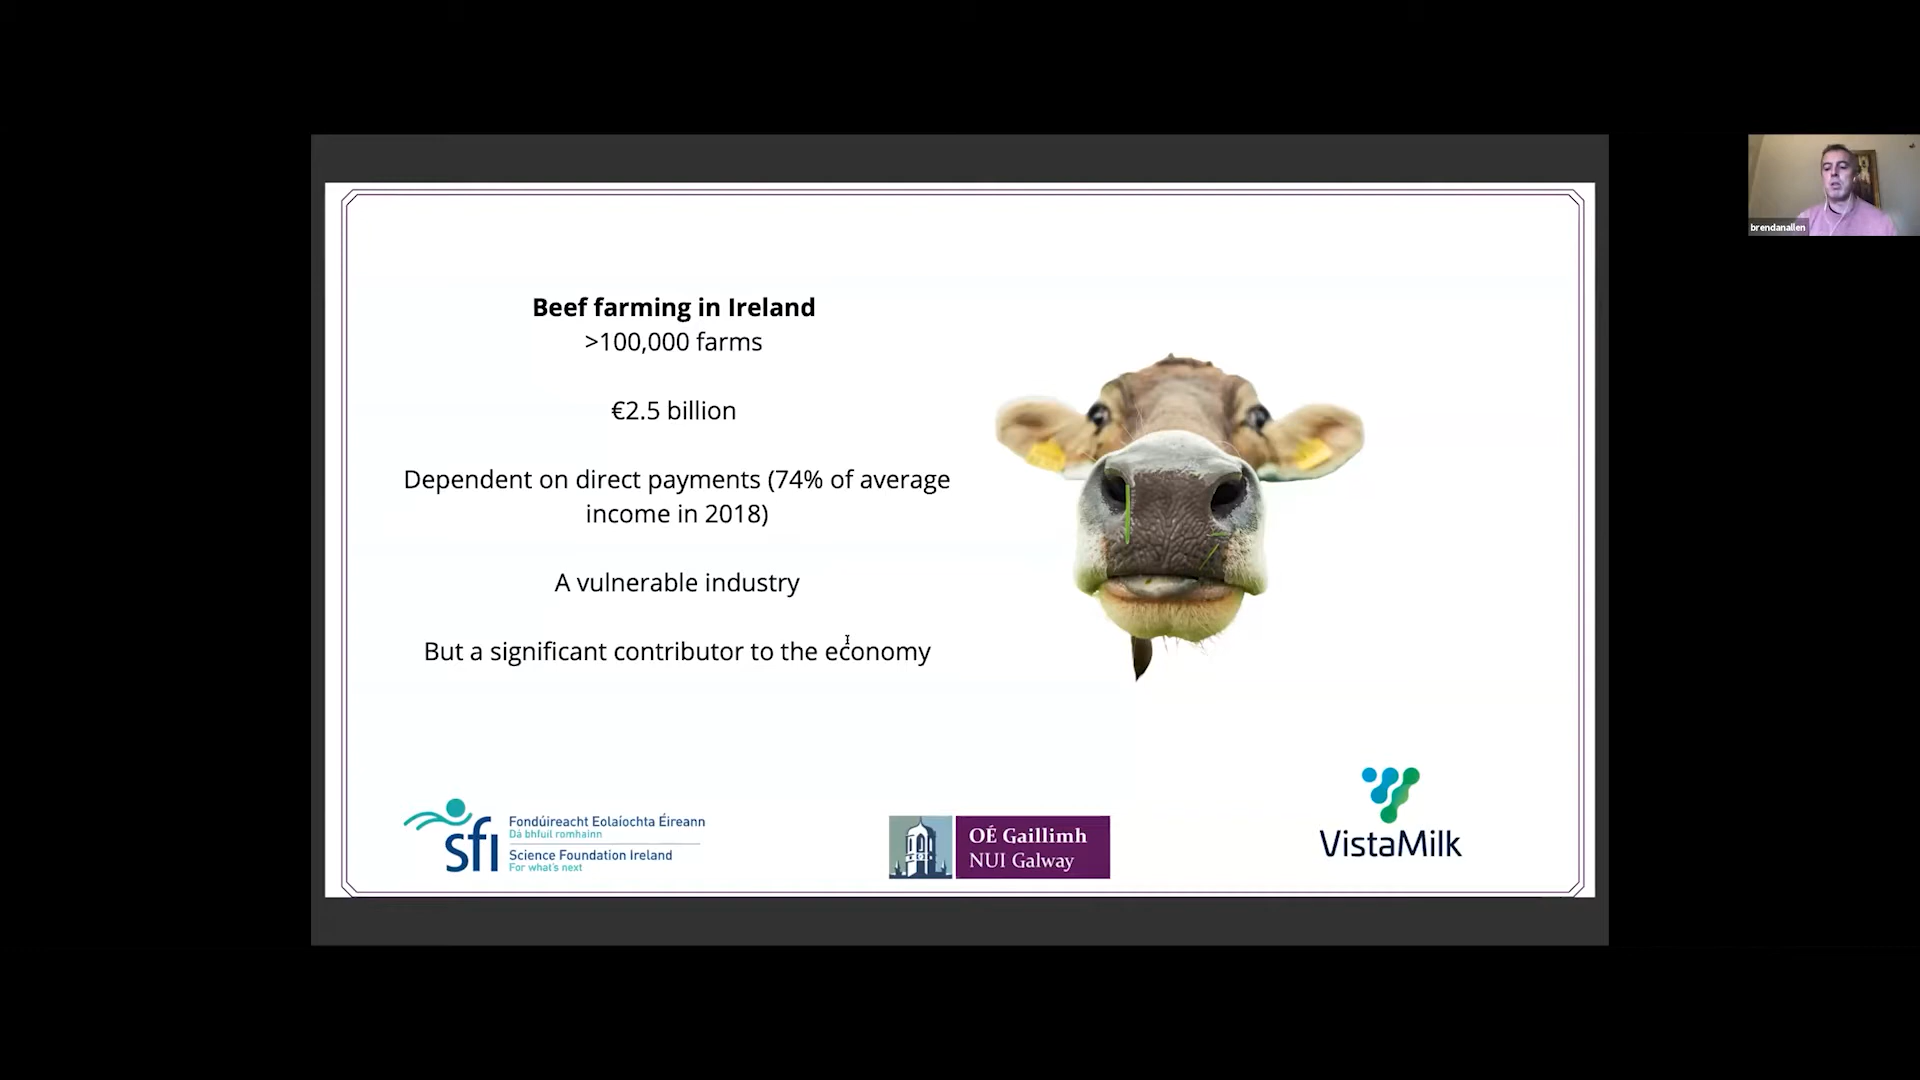 Beef farming in Ireland
>100,000 farms
€2.5 billion
Dependent on direct payments (74% of average
income in 2018)
A vulnerable industry
But a significant contributor to the economy
sfi
Fondúireacht Eolaíochta Éireann
Dá bhfuil romhainn
Science Foundation Ireland
For what's next
OÉ Gaillimh
NUI Galway
VistaMilk
brendanallen